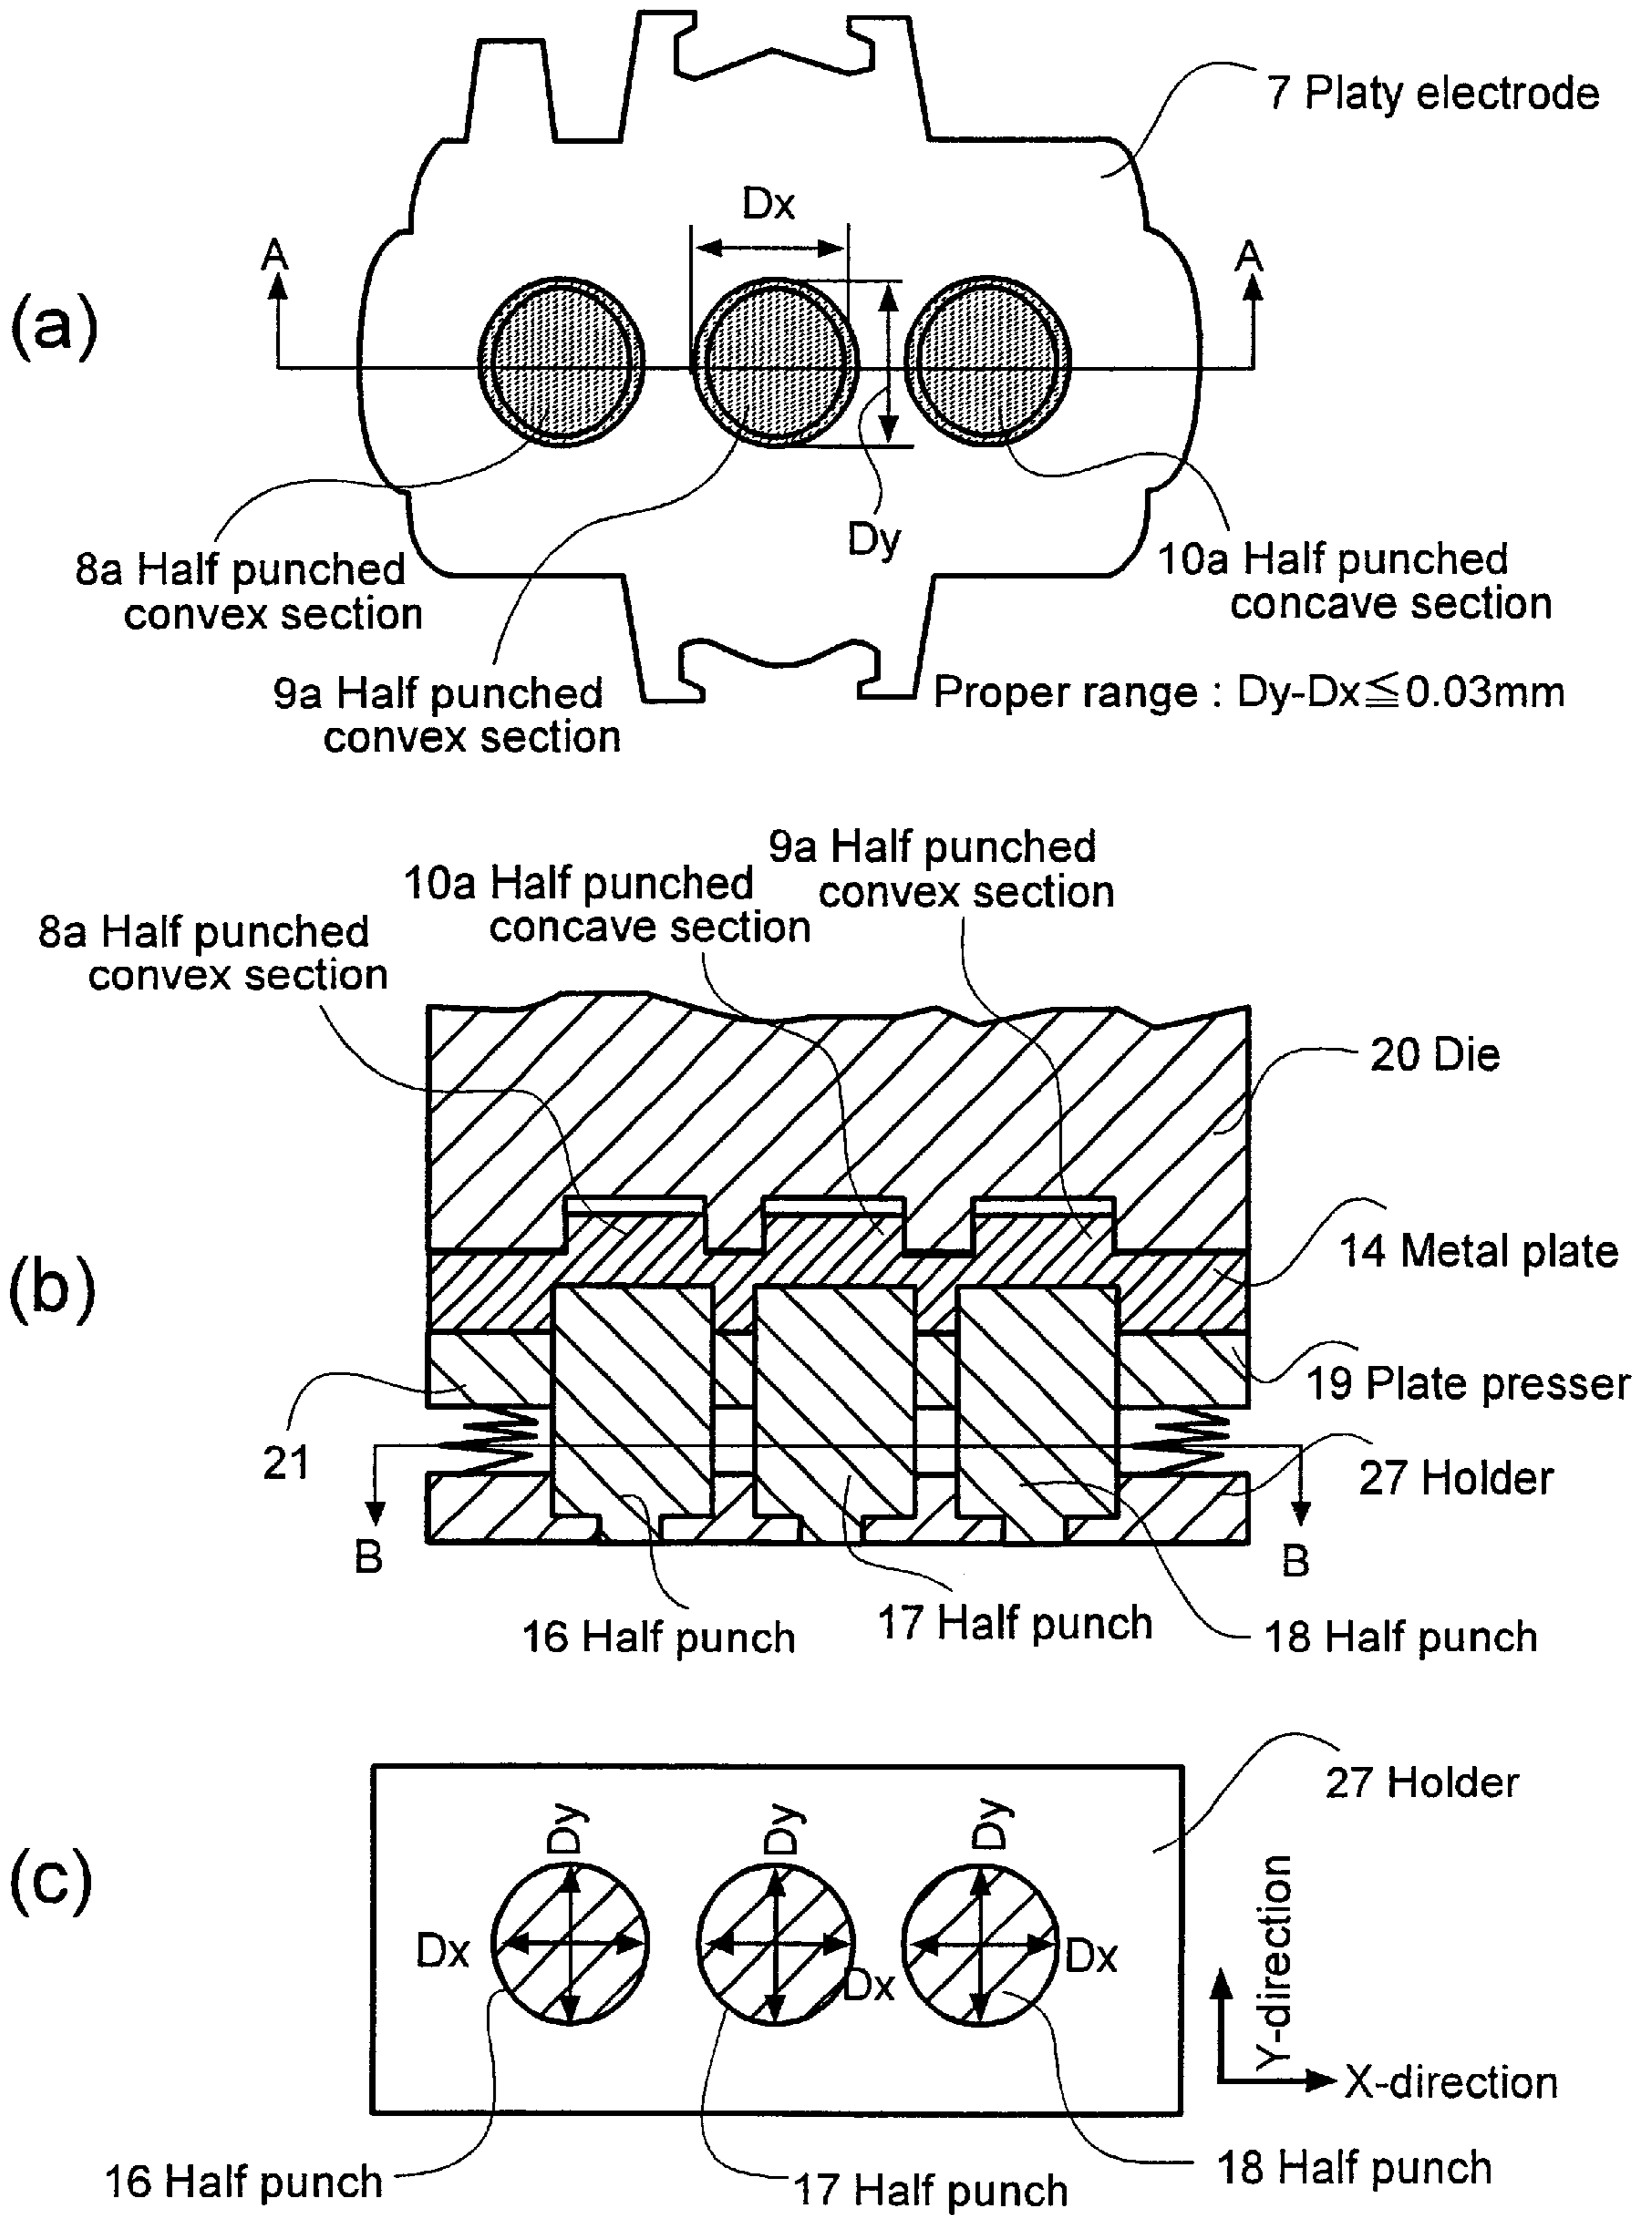 (a)
7 Platy electrode
Dx
A
A
Dy
8a Half punched
convex section
9a Half punched
convex section
10a Half punched
concave section
Proper range : Dy-Dx≦0.03mm
(b)
9a Half punched
convex section
10a Half punched
concave section
8a Half punched
convex section
20 Die
14 Metal plate
19 Plate presser
21
27 Holder
B
B
16 Half punch
17 Half punch
18 Half punch
(c)
27 Holder
Dy
Dy
Dy
Dx
Dx
Dx
Y-direction
X-direction
16 Half punch
17 Half punch
18 Half punch